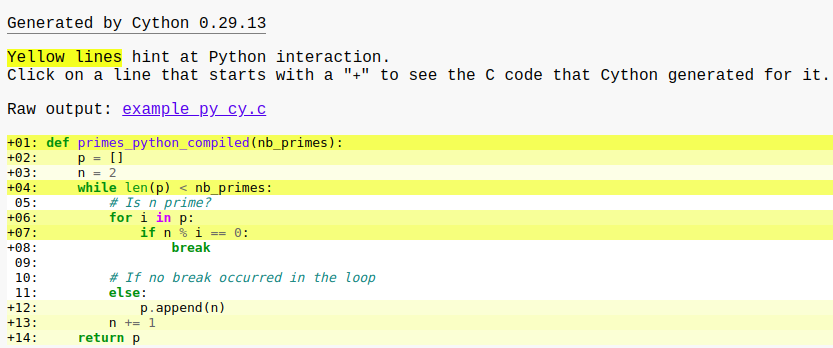 Generated by Cython 0.29.13
Yellow lines hint at Python interaction.
Click on a line that starts with a "+" to see the C code that Cython generated for it.
Raw output: example_py_cy.c
+01: def primes_python_compiled(nb_primes):
+02:     p = []
+03:     n = 2
+04:     while len(p) < nb_primes:
 05:         # Is n prime?
+06:         for i in p:
+07:             if n % i == 0:
+08:                 break
 09:
 10:         # If no break occurred in the loop
 11:         else:
+12:             p.append(n)
+13:         n += 1
+14:     return p